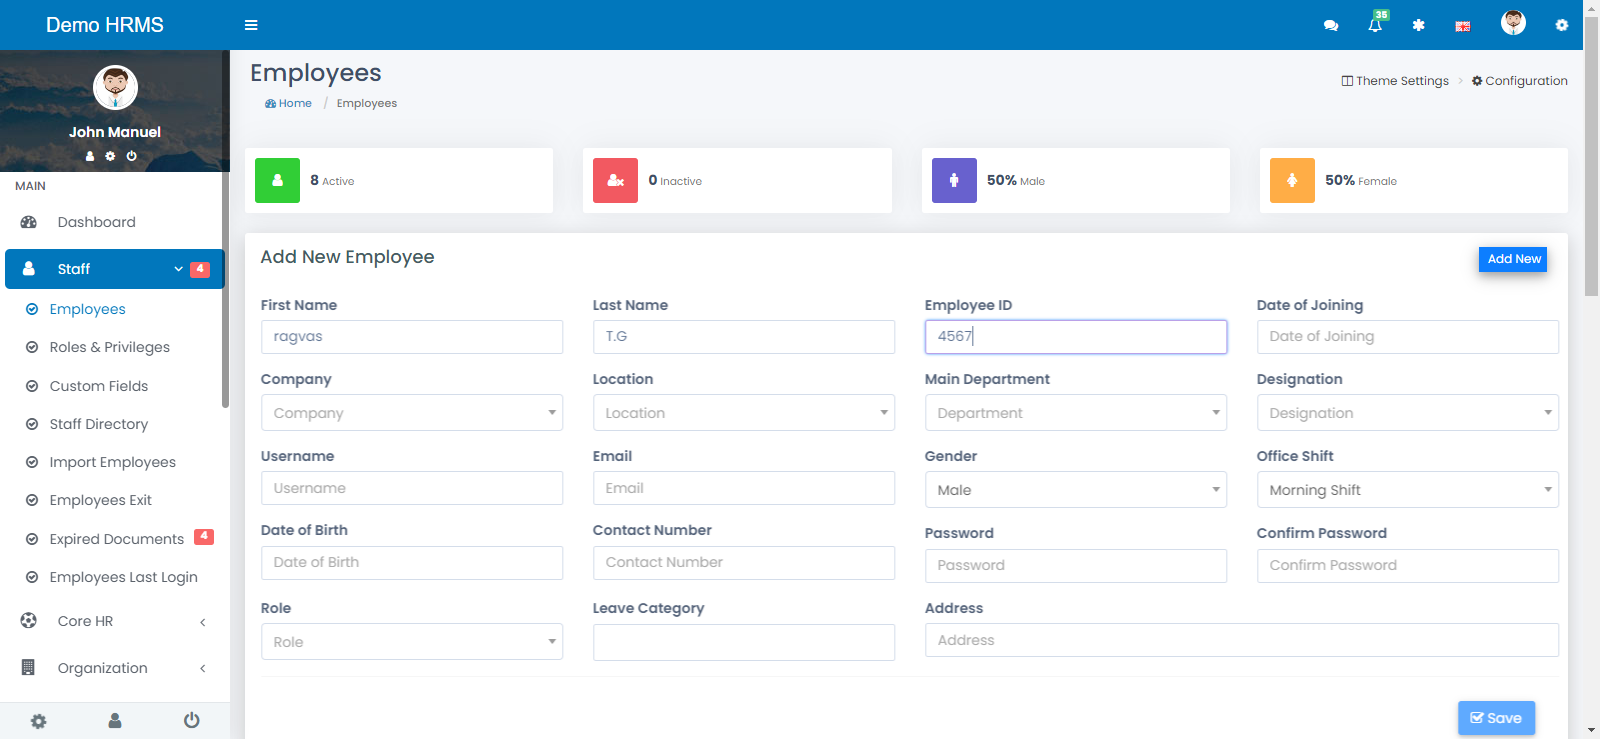 Demo HRMS
35
John Manuel
MAIN
Dashboard
Staff 4
Employees
Roles & Privileges
Custom Fields
Staff Directory
Import Employees
Employees Exit
Expired Documents 4
Employees Last Login
Core HR
Organization
Employees
Home / Employees
Theme Settings > Configuration
8 Active
0 Inactive
50% Male
50% Female
Add New Employee
Add New
First Name Last Name Employee ID Date of Joining
ragvas T.G 4567 Date of Joining
Company Location Main Department Designation
Company Location Department Designation
Username Email Gender Office Shift
Username Email Male Morning Shift
Date of Birth Contact Number Password Confirm Password
Date of Birth Contact Number Password Confirm Password
Role Leave Category Address
Role Address
Save